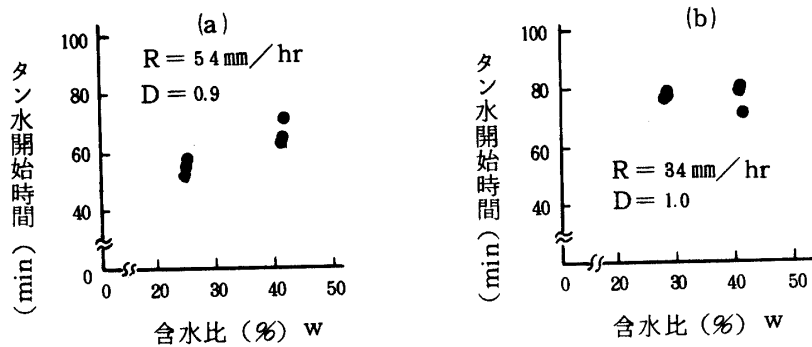 (a)
R = 54 mm/hr
D = 0.9
タン水開始時間 (min)
100
80
60
40
0
0 20 30 40 50
含水比 (%) w
(b)
R = 34 mm/hr
D = 1.0
タン水開始時間 (min)
100
80
60
40
0 20 30 40 50
含水比 (%) w